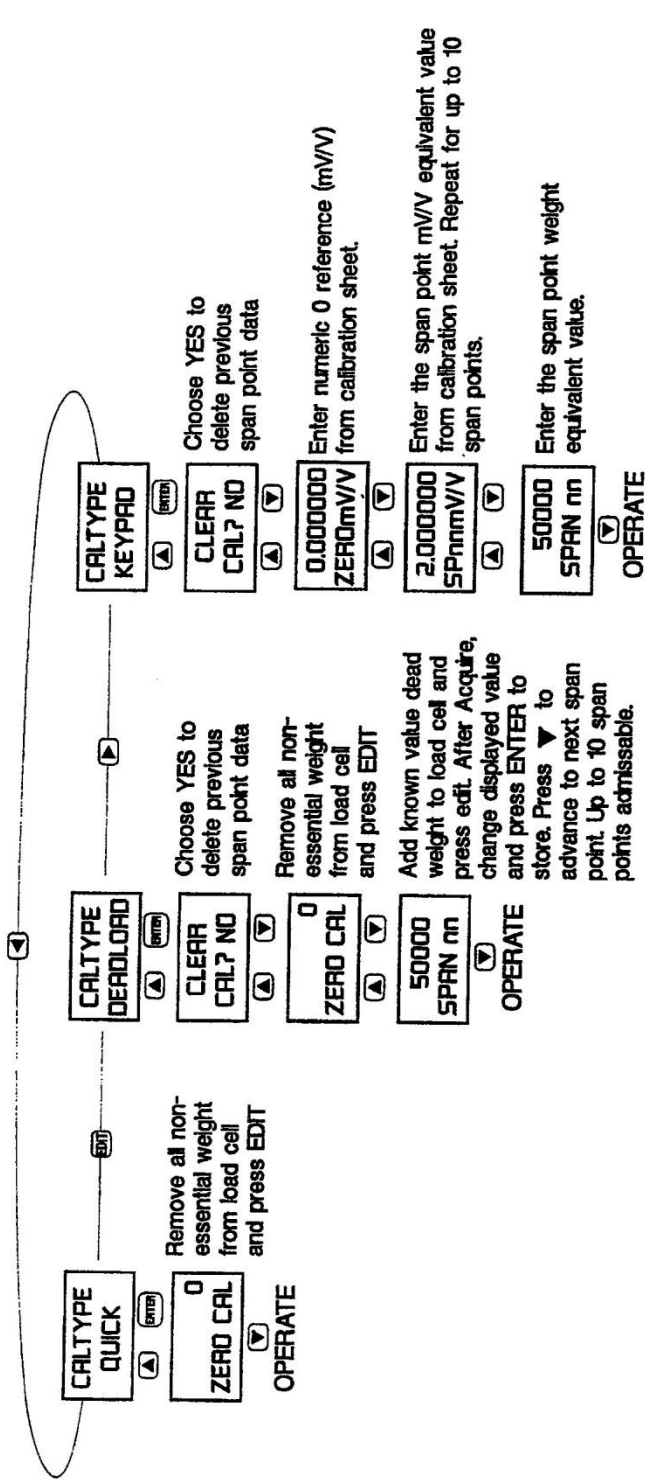 CALTYPE
QUICK
ENTER
0
ZERO CAL
OPERATE
Remove all non-
essential weight
from load cell
and press EDIT
EDIT
CALTYPE
DEADLOAD
ENTER
CLEAR
CAL? NO
Choose YES to
delete previous
span point data
0
ZERO CAL
Remove all non-
essential weight
from load cell
and press EDIT
50000
SPAN nn
OPERATE
Add known value dead
weight to load cell and
press edit. After Acquire,
change displayed value
and press ENTER to
store. Press ▼ to
advance to next span
point. Up to 10 span
points admissable.
CALTYPE
KEYPAD
ENTER
CLEAR
CAL? NO
Choose YES to
delete previous
span point data
0.000000
ZEROmV/V
Enter numeric 0 reference (mV/V)
from calibration sheet.
2.000000
SPnnmV/V
Enter the span point mV/V equivalent value
from calibration sheet. Repeat for up to 10
span points.
50000
SPAN nn
Enter the span point weight
equivalent value.
OPERATE